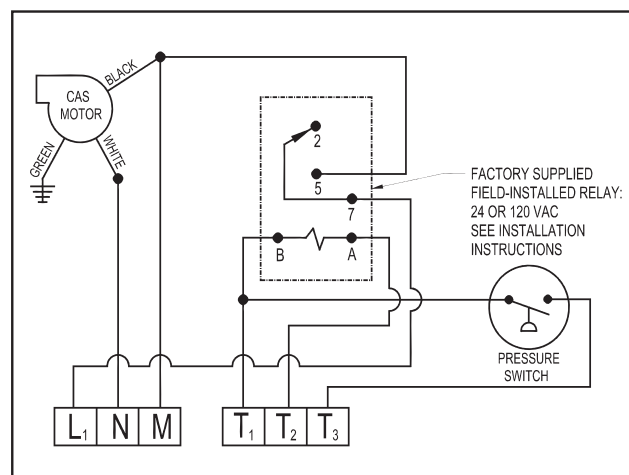 BLACK
CAS
MOTOR
GREEN
WHITE
2
5
7
B
A
FACTORY SUPPLIED
FIELD-INSTALLED RELAY:
24 OR 120 VAC
SEE INSTALLATION
INSTRUCTIONS
PRESSURE
SWITCH
L1 N M
T1 T2 T3